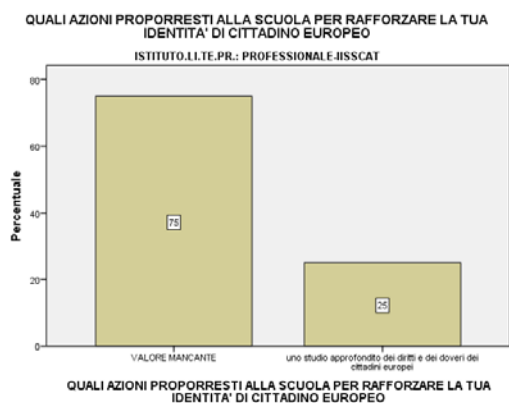 QUALI AZIONI PROPORRESTI ALLA SCUOLA PER RAFFORZARE LA TUA
IDENTITA' DI CITTADINO EUROPEO
ISTITUTO.LI.TE.PR.: PROFESSIONALE-IISSCAT
Percentuale
80
60
40
20
0
75
25
VALORE MANCANTE
uno studio approfondito dei diritti e dei doveri dei
cittadini europei
QUALI AZIONI PROPORRESTI ALLA SCUOLA PER RAFFORZARE LA TUA
IDENTITA' DI CITTADINO EUROPEO